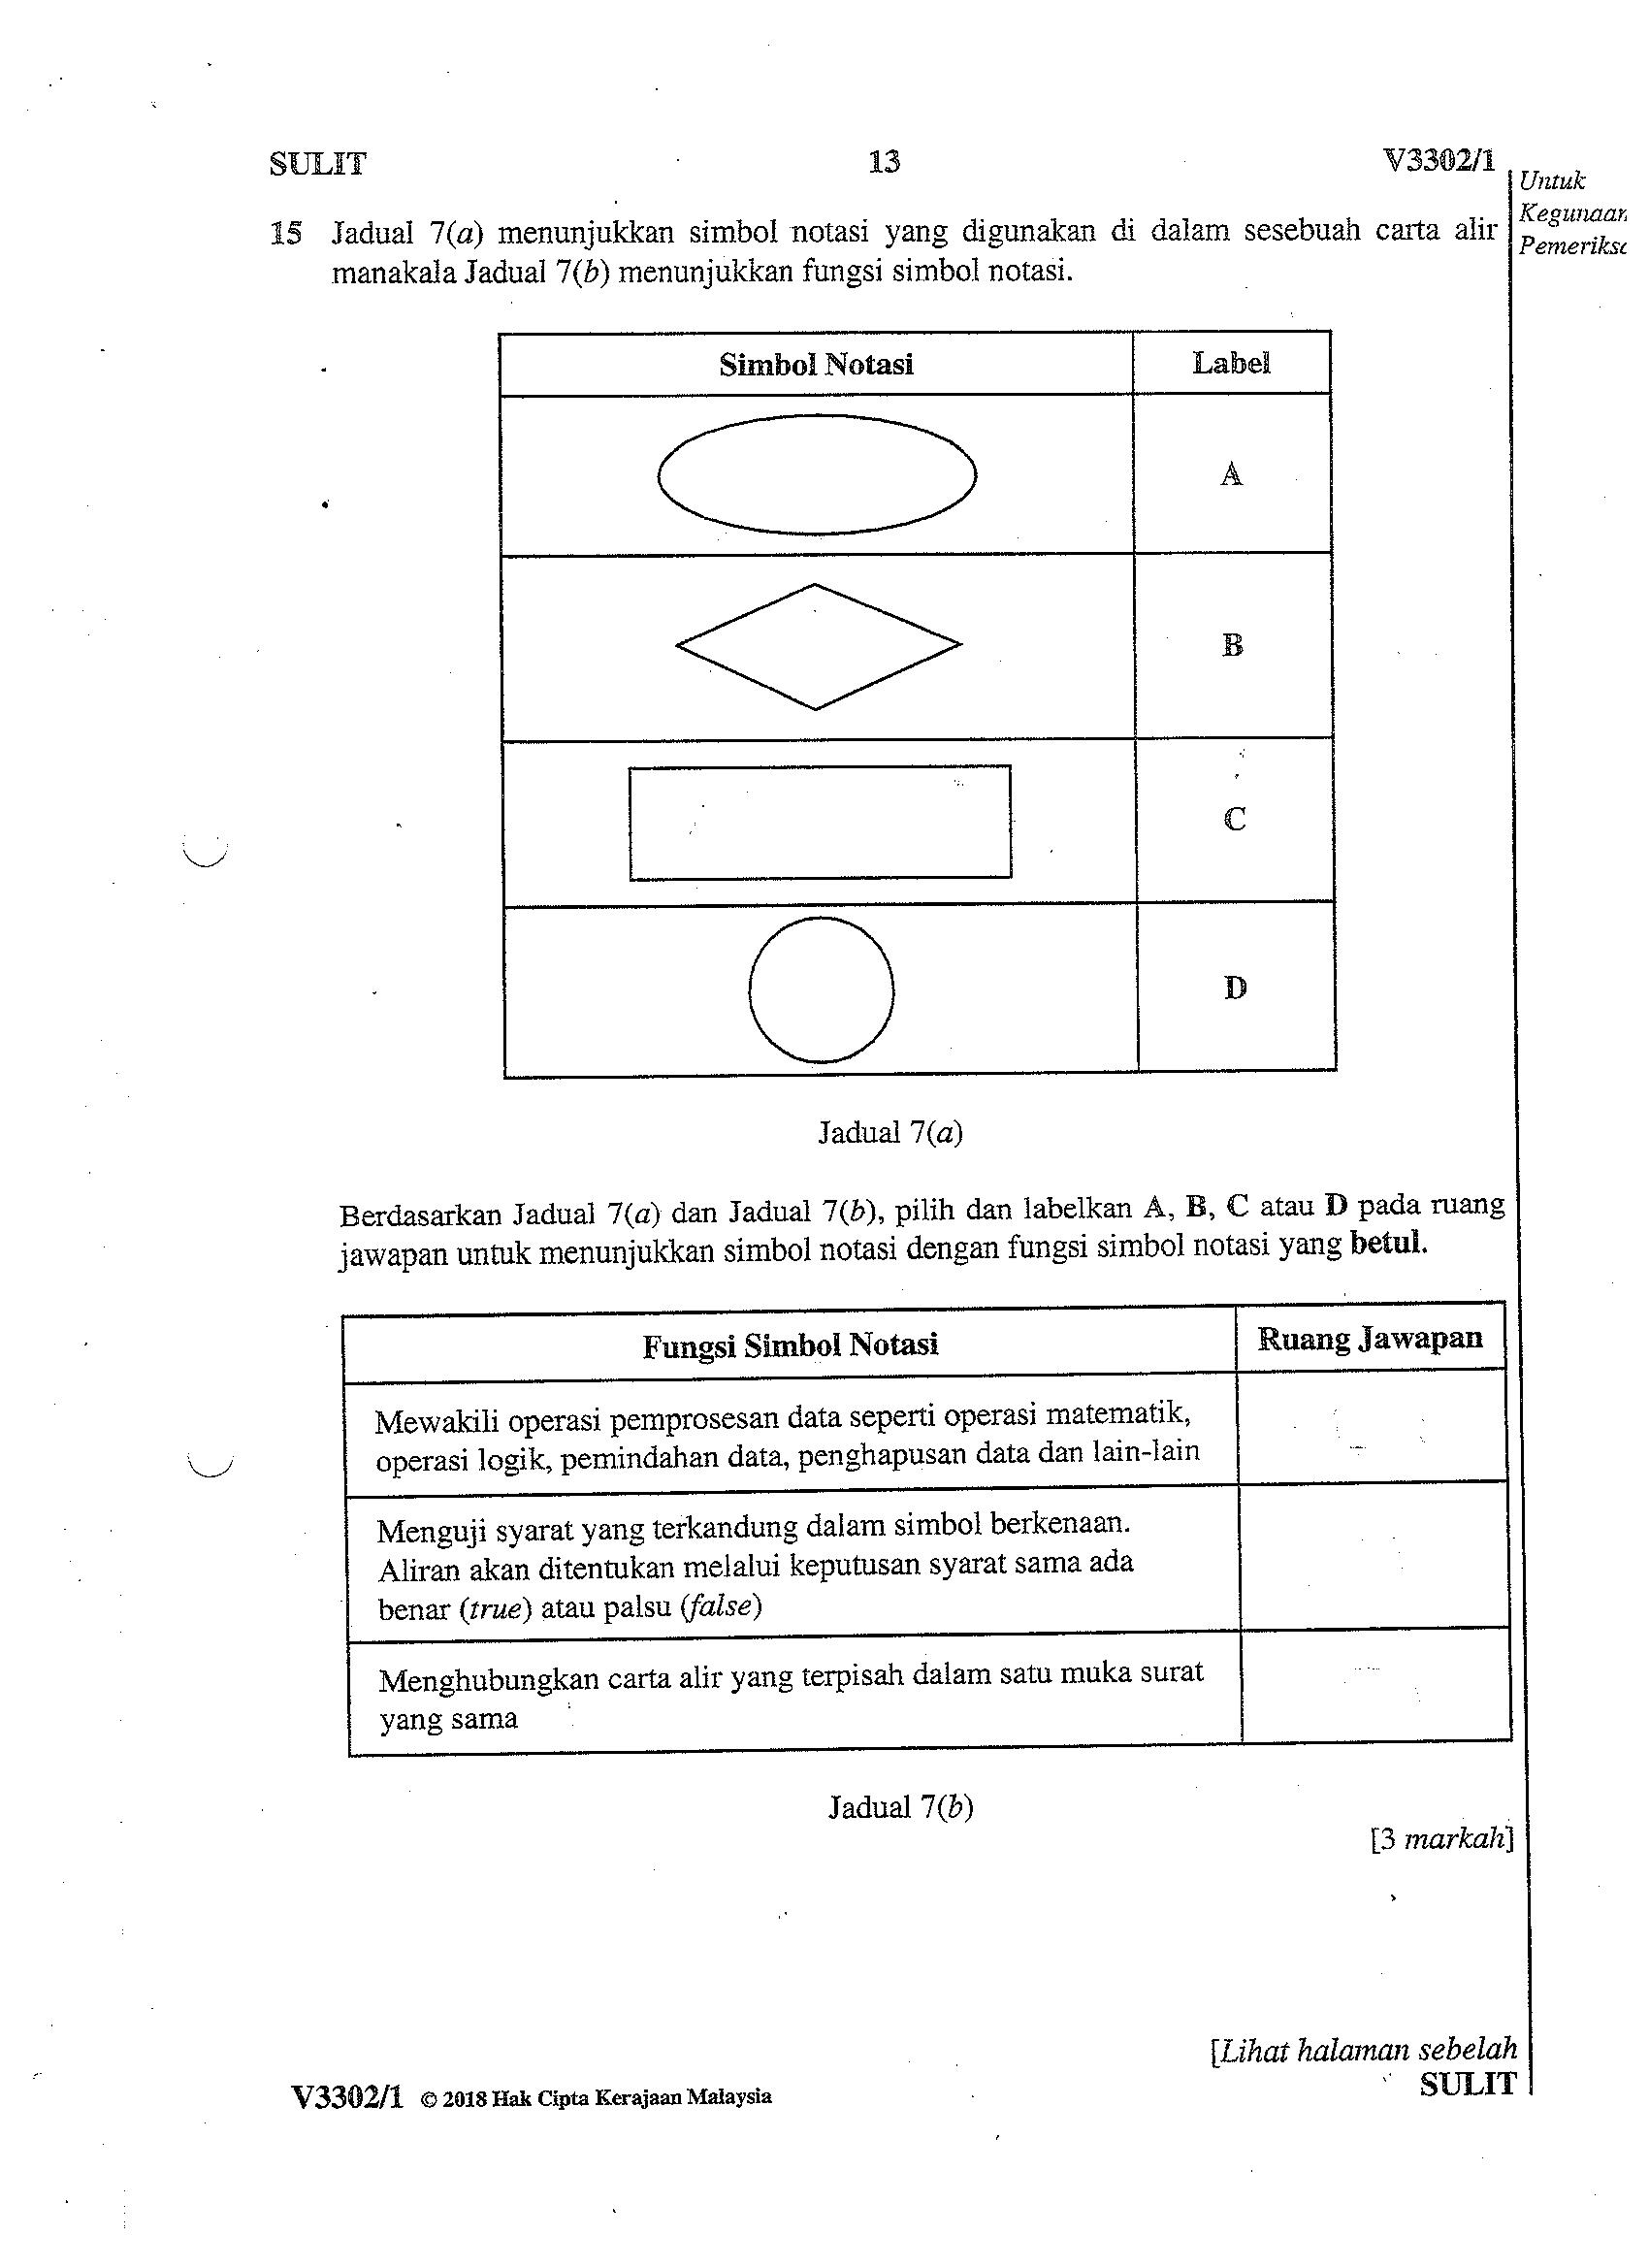 SULIT
13
V3302/1
Untuk
Kegunaan
Pemeriksa
15 Jadual 7(a) menunjukkan simbol notasi yang digunakan di dalam sesebuah carta alir
manakala Jadual 7(b) menunjukkan fungsi simbol notasi.
Simbol Notasi
Label
A
B
C
D
Jadual 7(a)
Berdasarkan Jadual 7(a) dan Jadual 7(b), pilih dan labelkan A, B, C atau D pada ruang
jawapan untuk menunjukkan simbol notasi dengan fungsi simbol notasi yang betul.
Fungsi Simbol Notasi
Ruang Jawapan
Mewakili operasi pemprosesan data seperti operasi matematik,
operasi logik, pemindahan data, penghapusan data dan lain-lain
Menguji syarat yang terkandung dalam simbol berkenaan.
Aliran akan ditentukan melalui keputusan syarat sama ada
benar (true) atau palsu (false)
Menghubungkan carta alir yang terpisah dalam satu muka surat
yang sama
Jadual 7(b)
[3 markah]
[Lihat halaman sebelah
SULIT
V3302/1 © 2018 Hak Cipta Kerajaan Malaysia